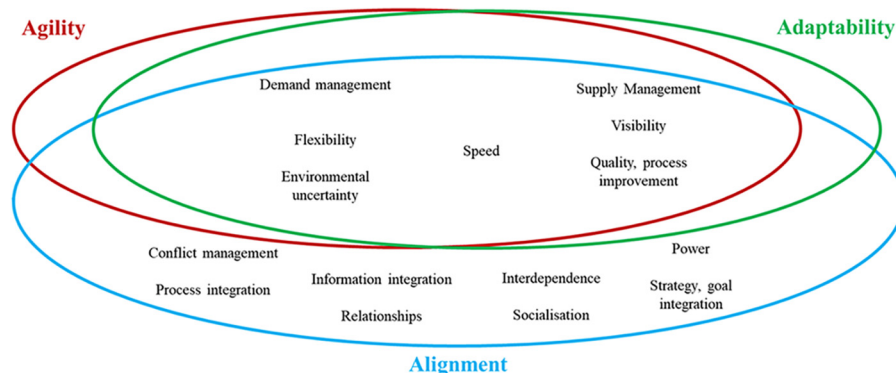 Agility
Adaptability
Demand management
Supply Management
Flexibility
Speed
Visibility
Environmental
uncertainty
Quality, process
improvement
Conflict management
Power
Process integration
Information integration
Interdependence
Strategy, goal
integration
Relationships
Socialisation
Alignment